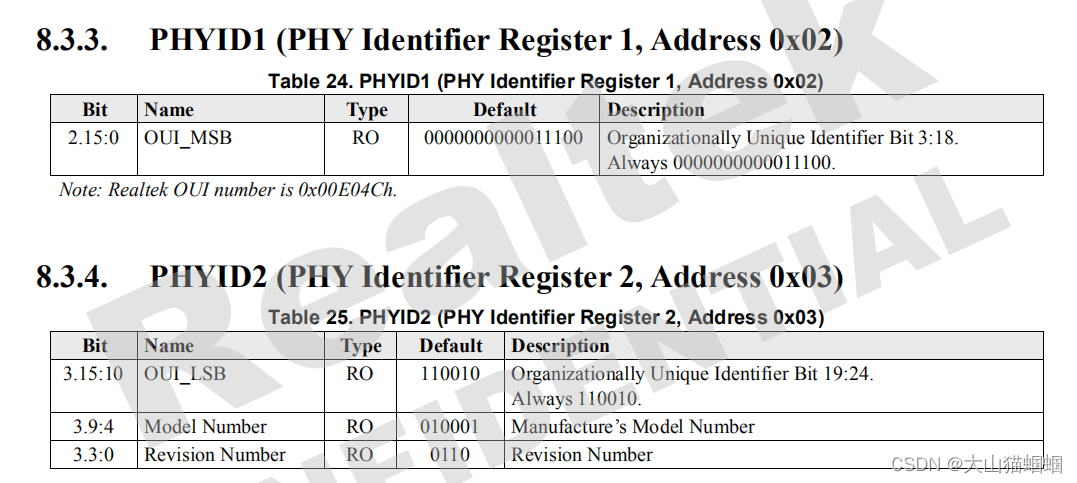 8.3.3. PHYID1 (PHY Identifier Register 1, Address 0x02)
Table 24. PHYID1 (PHY Identifier Register 1, Address 0x02)
Bit Name Type Default Description
2.15:0 OUI_MSB RO 0000000000011100 Organizationally Unique Identifier Bit 3:18.
Always 0000000000011100.
Note: Realtek OUI number is 0x00E04Ch.
8.3.4. PHYID2 (PHY Identifier Register 2, Address 0x03)
Table 25. PHYID2 (PHY Identifier Register 2, Address 0x03)
Bit Name Type Default Description
3.15:10 OUI_LSB RO 110010 Organizationally Unique Identifier Bit 19:24.
Always 110010.
3.9:4 Model Number RO 010001 Manufacture's Model Number
3.3:0 Revision Number RO 0110 Revision Number
Realtek
NFIDENTIAL
CSDN @大山猫蝈蝈